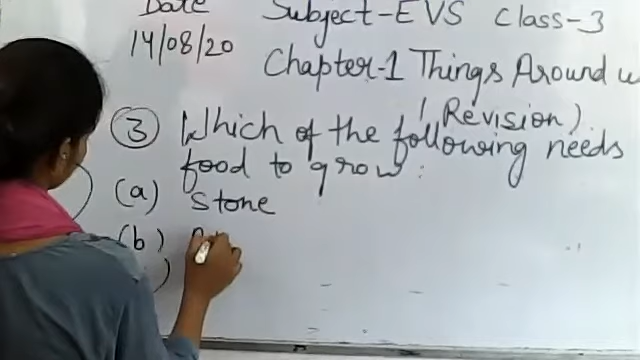 Date Subject-EVS Class-3
14/08/20 Chapter-1 Things Around
(Revision)
③ Which of the following needs
food to grow:
(a) Stone
(b)
)